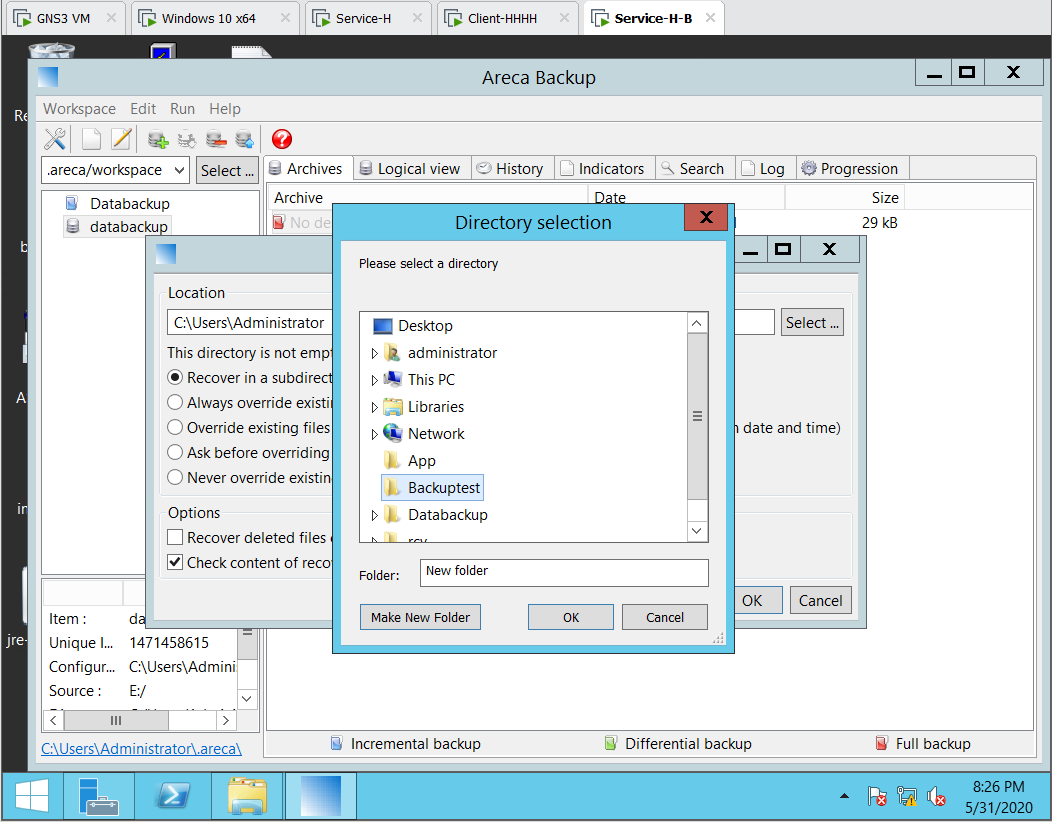 GNS3 VM
Windows 10 x64
Service-H
Client-HHHH
Service-H-B
Areca Backup
Workspace Edit Run Help
.areca/workspace
Select ...
Archives
Logical view
History
Indicators
Search
Log
Progression
Databackup
databackup
Archive
Date
Size
No de
29 kB
Directory selection
Please select a directory
Desktop
administrator
This PC
Libraries
Network
App
Backuptest
Databackup
rcv
Folder:
New folder
Make New Folder
OK
Cancel
Location
C:\Users\Administrator
Select ...
This directory is not empt
Recover in a subdirect
Always override existin
Override existing files
date and time)
Ask before overriding
Never override existin
Options
Recover deleted files
Check content of reco
OK
Cancel
Item : da
Unique I... 1471458615
Configur... C:\Users\Admini
Source : E:/
C:\Users\Administrator\.areca\
Incremental backup
Differential backup
Full backup
Re
A
in
jre-
8:26 PM
5/31/2020